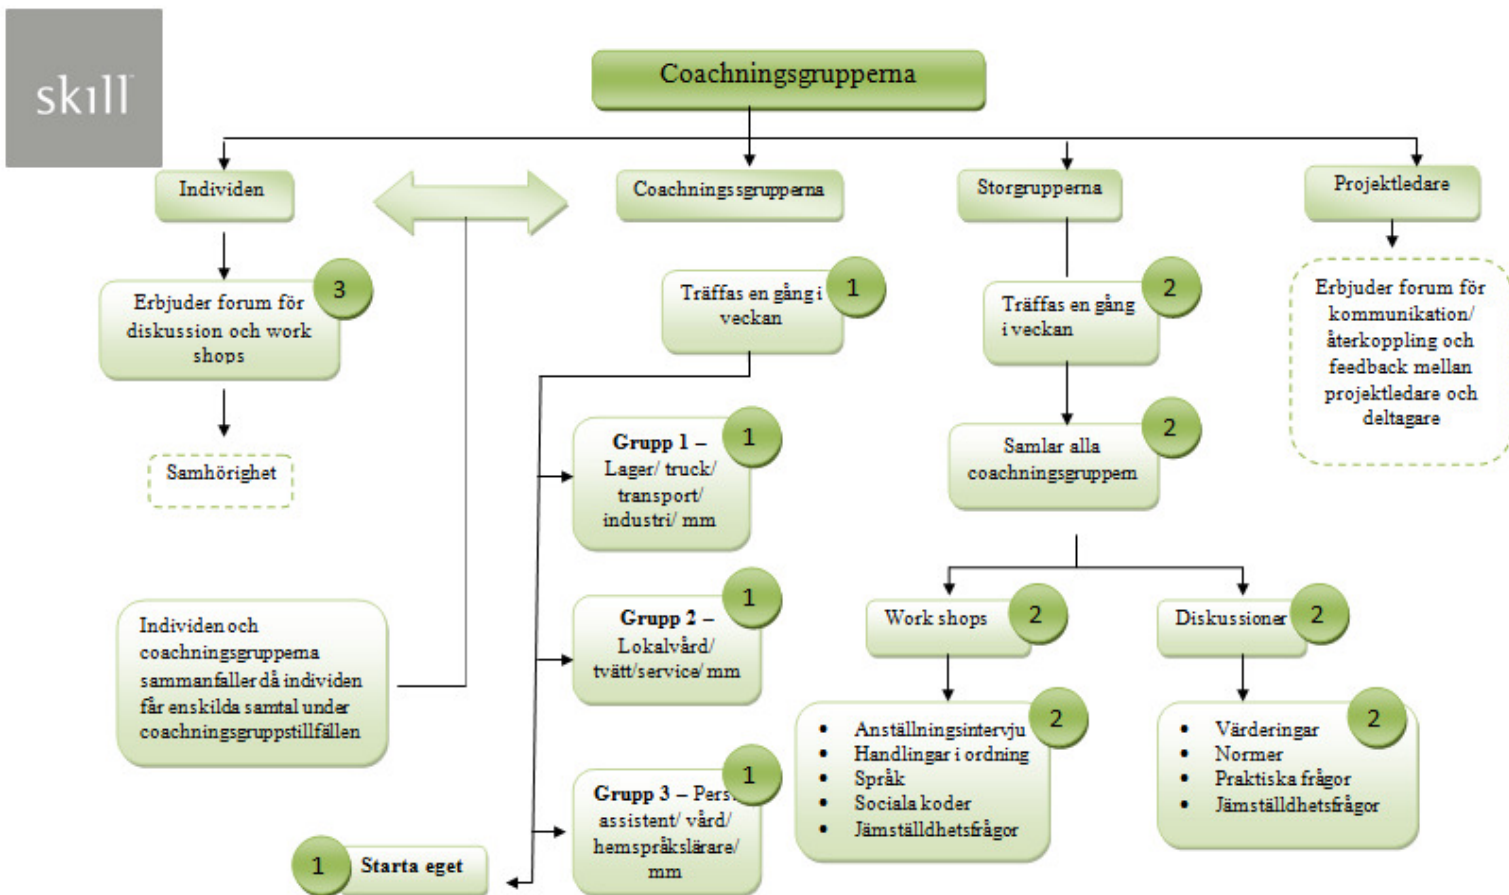 skill
Coachningsgrupperna
Individen
Coachningssgrupperna
Storgrupperna
Projektledare
3
Erbjuder forum för
diskussion och work
shops
Samhörighet
Individen och
coachningsgrupperna
sammanfaller då individen
får enskilda samtal under
coachningsgruppstillfällen
1
Träffas en gång i
veckan
1
Grupp 1 –
Lager/ truck/
transport/
industri/ mm
1
Grupp 2 –
Lokalvård/
tvätt/service/ mm
1
Grupp 3 – Pers.
assistent/ vård/
hemspråkslärare/
mm
1
Starta eget
2
Träffas en gång
i veckan
2
Samlar alla
coachningsgruppern
Work shops
2
Diskussioner
2
2
• Anställningsintervju
• Handlingar i ordning
• Språk
• Sociala koder
• Jämställdhetsfrågor
2
• Värderingar
• Normer
• Praktiska frågor
• Jämställdhetsfrågor
Erbjuder forum för
kommunikation/
återkoppling och
feedback mellan
projektledare och
deltagare